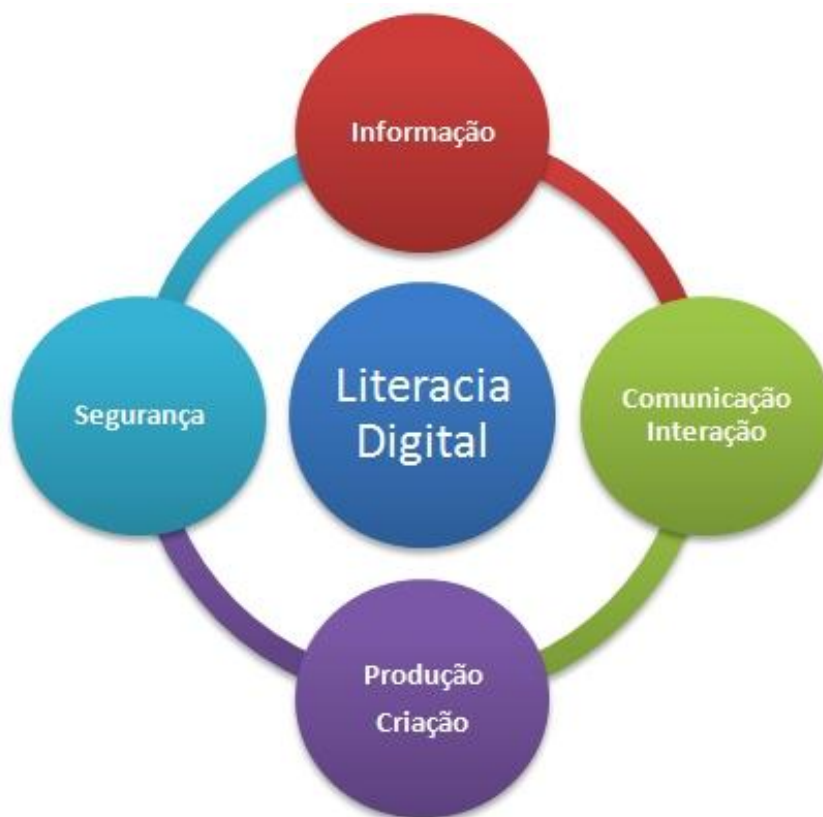 Informação
Segurança
Literacia
Digital
Comunicação
Interação
Produção
Criação